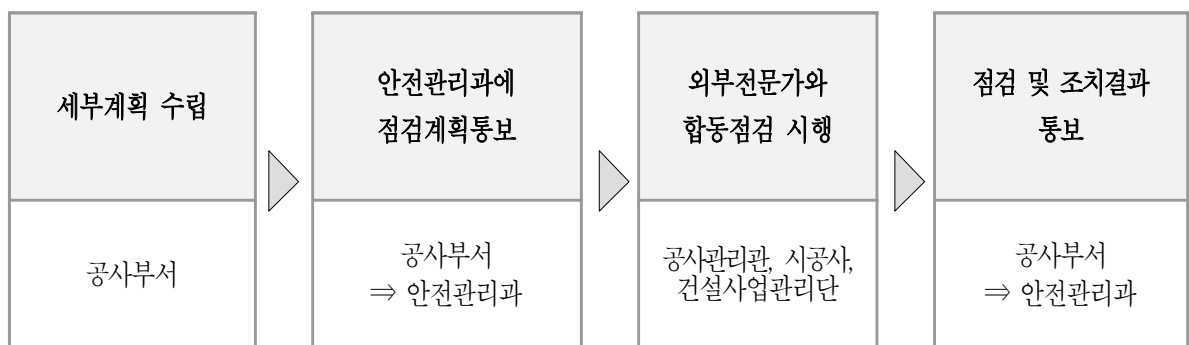 세부계획 수립
안전관리과에
점검계획통보
외부전문가와
합동점검 시행
점검 및 조치결과
통보
공사부서
공사부서
⇒ 안전관리과
공사관리관, 시공사,
건설사업관리단
공사부서
⇒ 안전관리과